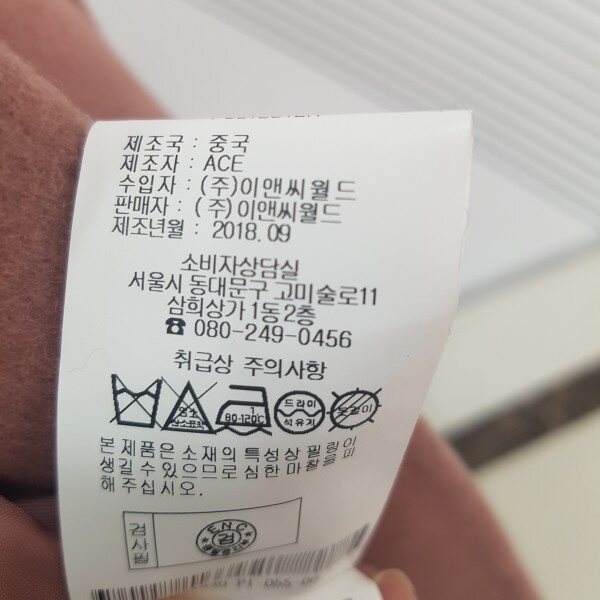 제조국 : 중국
제조자 : ACE
수입자 : (주)이앤씨월드
판매자 : (주)이앤씨월드
제조년월 : 2018.09
소비자상담실
서울시 동대문구 고미술로11
삼희상가 1동 2층
☎ 080-249-0456
취급상 주의사항
80-120℃
드라이
석유계
본 제품은 소재의 특성상 필링이
생길 수 있으므로 심한 마찰을 피
해 주십시오.
검사필
ENC
검